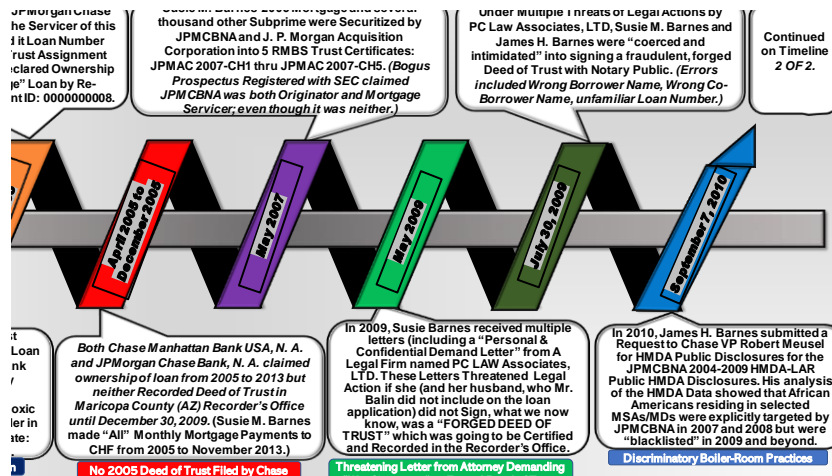 JPMorgan Chase
he Servicer of this
d it Loan Number
rust Assignment
clared Ownership
ge” Loan by Re-
nt ID: 0000000008.
thousand other Subprime were Securitized by
JPMCBNA and J. P. Morgan Acquisition
Corporation into 5 RMBS Trust Certificates:
JPMAC 2007-CH1 thru JPMAC 2007-CH5. (Bogus
Prospectus Registered with SEC claimed
JPMCBNA was both Originator and Mortgage
Servicer; even though it was neither.)
Under Multiple Threats of Legal Actions by
PC Law Associates, LTD, Susie M. Barnes and
James H. Barnes were “coerced and
intimidated” into signing a fraudulent, forged
Deed of Trust with Notary Public. (Errors
included Wrong Borrower Name, Wrong Co-
Borrower Name, unfamiliar Loan Number.)
Continued
on Timeline
2 OF 2.
April 2005 to
December 2005
May 2007
May 2009
July 30, 2009
September 7, 2010
st
Loan
nk
y
oxic
der in
ate:
Both Chase Manhattan Bank USA, N. A.
and JPMorgan Chase Bank, N. A. claimed
ownership of loan from 2005 to 2013 but
neither Recorded Deed of Trust in
Maricopa County (AZ) Recorder’s Office
until December 30, 2009. (Susie M. Barnes
made “All” Monthly Mortgage Payments to
CHF from 2005 to November 2013.)
No 2005 Deed of Trust Filed by Chase
In 2009, Susie Barnes received multiple
letters (including a “Personal &
Confidential Demand Letter” from A
Legal Firm named PC LAW Associates,
LTD. These Letters Threatened Legal
Action if she (and her husband, who Mr.
Balin did not include on the loan
application) did not Sign, what we now
know, was a “FORGED DEED OF
TRUST” which was going to be Certified
and Recorded in the Recorder’s Office.
Threatening Letter from Attorney Demanding
In 2010, James H. Barnes submitted a
Request to Chase VP Robert Meusel
for HMDA Public Disclosures for the
JPMCBNA 2004-2009 HMDA-LAR
Public HMDA Disclosures. His analysis
of the HMDA Data showed that African
Americans residing in selected
MSAs/MDs were explicitly targeted by
JPMCBNA in 2007 and 2008 but were
“blacklisted” in 2009 and beyond.
Discriminatory Boiler-Room Practices